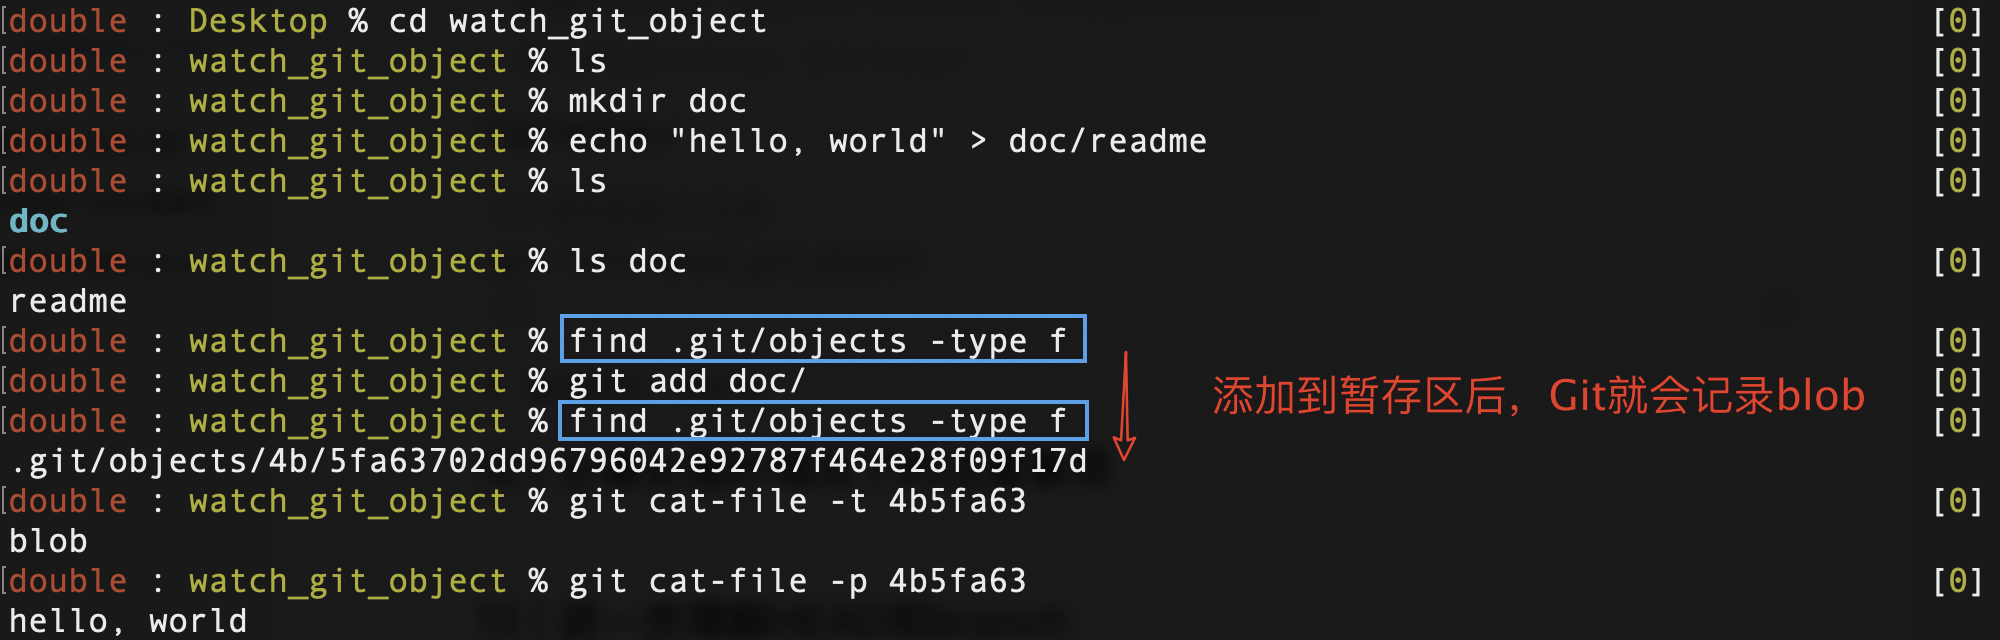 [double : Desktop % cd watch_git_object [0]
[double : watch_git_object % ls [0]
[double : watch_git_object % mkdir doc [0]
[double : watch_git_object % echo "hello, world" > doc/readme [0]
[double : watch_git_object % ls [0]
doc
[double : watch_git_object % ls doc [0]
readme
[double : watch_git_object % find .git/objects -type f [0]
[double : watch_git_object % git add doc/ [0]
添加到暂存区后，Git就会记录blob
[double : watch_git_object % find .git/objects -type f [0]
.git/objects/4b/5fa63702dd96796042e92787f464e28f09f17d
[double : watch_git_object % git cat-file -t 4b5fa63 [0]
blob
[double : watch_git_object % git cat-file -p 4b5fa63 [0]
hello, world